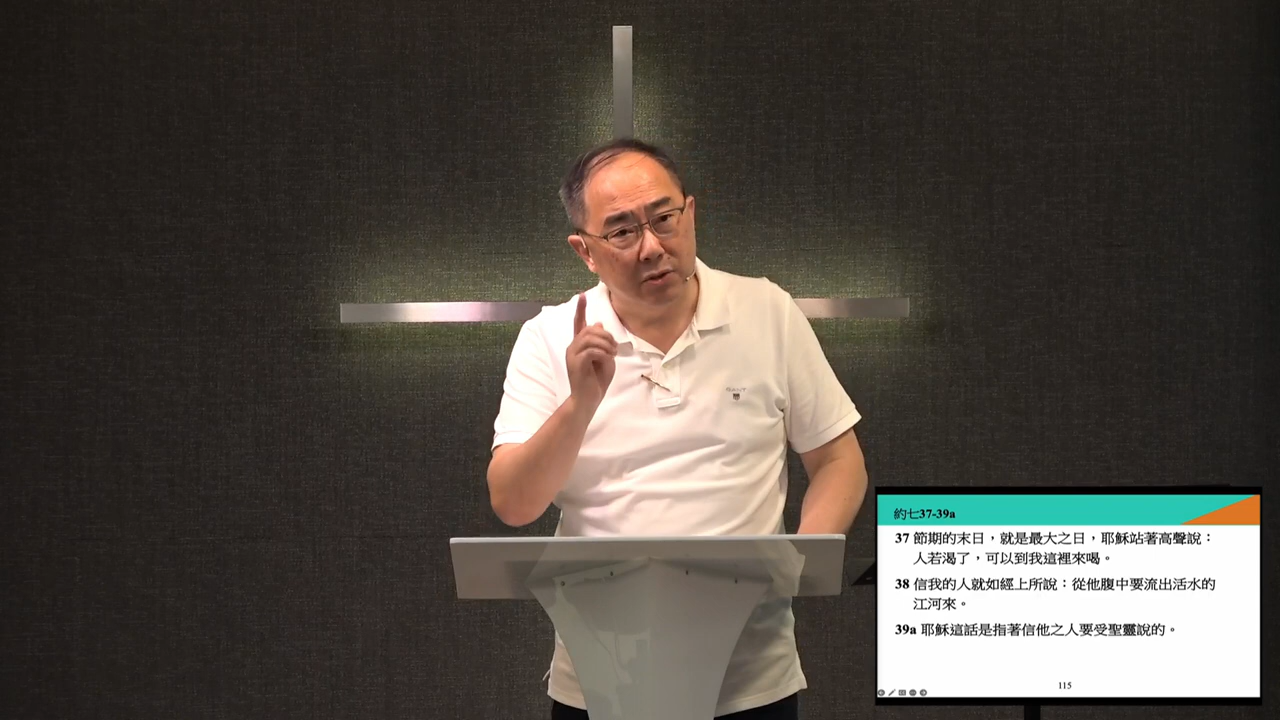 GANT
約七37-39a
37 節期的末日，就是最大之日，耶穌站著高聲說：
人若渴了，可以到我這裡來喝。
38 信我的人就如經上所說：從他腹中要流出活水的
江河來。
39a 耶穌這話是指著信他之人要受聖靈說的。
115